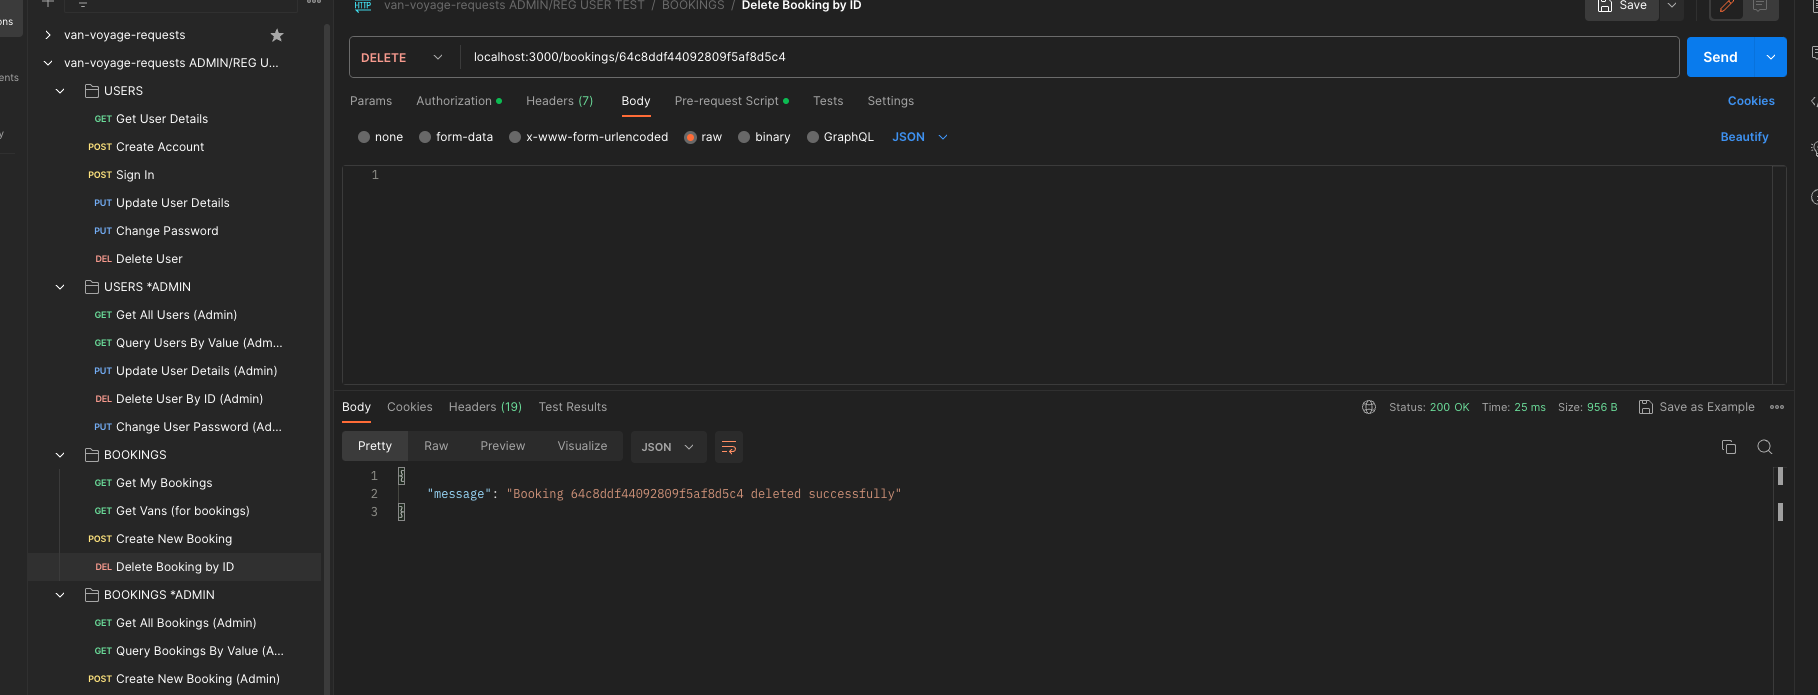 ons
ents
y
van-voyage-requests
van-voyage-requests ADMIN/REG U...
USERS
GET Get User Details
POST Create Account
POST Sign In
PUT Update User Details
PUT Change Password
DEL Delete User
USERS *ADMIN
GET Get All Users (Admin)
GET Query Users By Value (Adm...
PUT Update User Details (Admin)
DEL Delete User By ID (Admin)
PUT Change User Password (Ad...
BOOKINGS
GET Get My Bookings
GET Get Vans (for bookings)
POST Create New Booking
DEL Delete Booking by ID
BOOKINGS *ADMIN
GET Get All Bookings (Admin)
GET Query Bookings By Value (A...
POST Create New Booking (Admin)
HTTP van-voyage-requests ADMIN/REG USER TEST / BOOKINGS / Delete Booking by ID
Save
DELETE localhost:3000/bookings/64c8ddf44092809f5af8d5c4 Send
Params Authorization Headers (7) Body Pre-request Script Tests Settings Cookies
none form-data x-www-form-urlencoded raw binary GraphQL JSON Beautify
1
Body Cookies Headers (19) Test Results Status: 200 OK Time: 25 ms Size: 956 B Save as Example
Pretty Raw Preview Visualize JSON
1 {
2 "message": "Booking 64c8ddf44092809f5af8d5c4 deleted successfully"
3 }